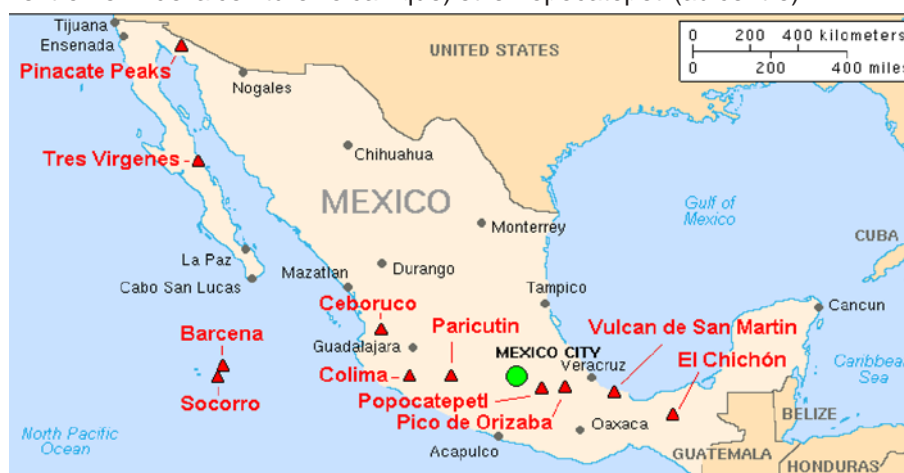 Tijuana
Ensenada
Pinacate Peaks
Nogales
UNITED STATES
0 200 400 kilometers
0 200 400 miles
Tres Virgenes
Chihuahua
MEXICO
Monterrey
Gulf of
Mexico
CUBA
La Paz
Cabo San Lucas
Mazatlan
Durango
Tampico
Cancun
Ceboruco
Barcena
Guadalajara
Paricutin
MEXICO CITY
Veracruz
Vulcan de San Martin
El Chichón
Caribbean
Sea
Socorro
Colima
Popocatepetl
Pico de Orizaba
Oaxaca
BELIZE
North Pacific
Ocean
Acapulco
GUATEMALA
HONDURAS